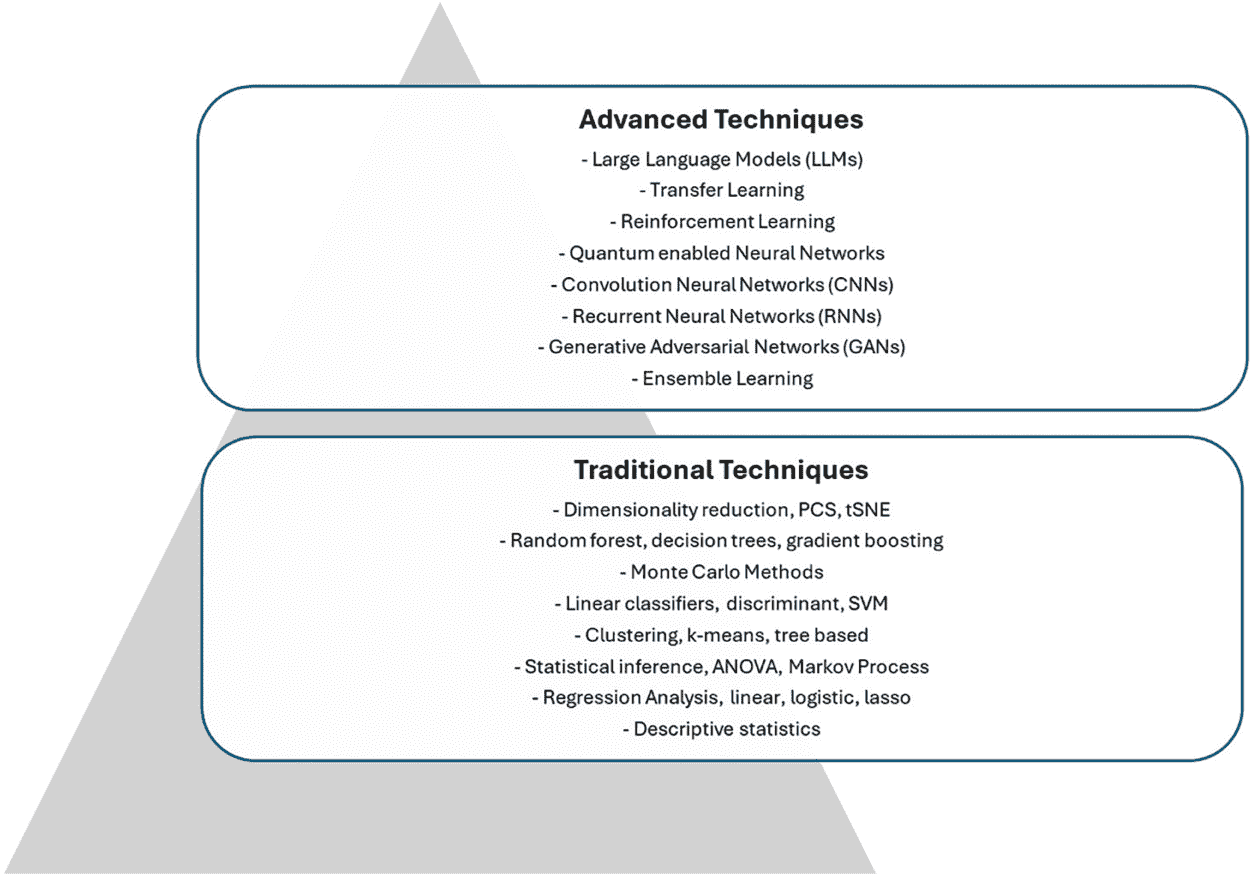 Advanced Techniques
- Large Language Models (LLMs)
- Transfer Learning
- Reinforcement Learning
- Quantum enabled Neural Networks
- Convolution Neural Networks (CNNs)
- Recurrent Neural Networks (RNNs)
- Generative Adversarial Networks (GANs)
- Ensemble Learning
Traditional Techniques
- Dimensionality reduction, PCS, tSNE
- Random forest, decision trees, gradient boosting
- Monte Carlo Methods
- Linear classifiers, discriminant, SVM
- Clustering, k-means, tree based
- Statistical inference, ANOVA, Markov Process
- Regression Analysis, linear, logistic, lasso
- Descriptive statistics